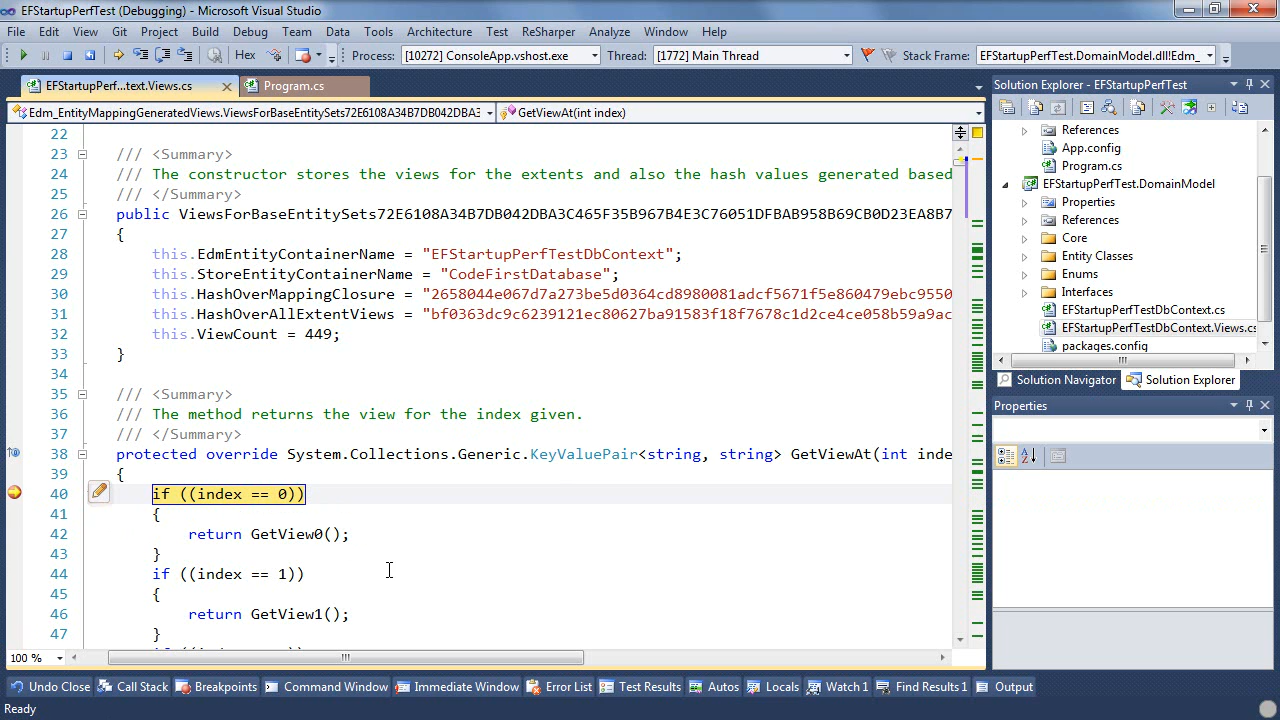 EFStartupPerfTest (Debugging) - Microsoft Visual Studio
File Edit View Git Project Build Debug Team Data Tools Architecture Test ReSharper Analyze Window Help
Hex Process: [10272] ConsoleApp.vshost.exe Thread: [1772] Main Thread Stack Frame: EFStartupPerfTest.DomainModel.dll!Edm_
EFStartupPerf...text.Views.cs Program.cs
Edm_EntityMappingGeneratedViews.ViewsForBaseEntitySets72E6108A34B7DB042DBA3 GetViewAt(int index)
22
23 /// <Summary>
24 /// The constructor stores the views for the extents and also the hash values generated based
25 /// </Summary>
26 public ViewsForBaseEntitySets72E6108A34B7DB042DBA3C465F35B967B4E3C76051DFBAB958B69CB0D23EA8B7
27 {
28 this.EdmEntityContainerName = "EFStartupPerfTestDbContext";
29 this.StoreEntityContainerName = "CodeFirstDatabase";
30 this.HashOverMappingClosure = "2658044e067d7a273be5d0364cd8980081adcf5671f5e860479ebc9550
31 this.HashOverAllExtentViews = "bf0363dc9c6239121ec80627ba91583f18f7678c1d2ce4ce058b59a9ac
32 this.ViewCount = 449;
33 }
34
35 /// <Summary>
36 /// The method returns the view for the index given.
37 /// </Summary>
38 protected override System.Collections.Generic.KeyValuePair<string, string> GetViewAt(int inde
39 {
40 if ((index == 0))
41 {
42 return GetView0();
43 }
44 if ((index == 1))
45 {
46 return GetView1();
47 }
100 %
Solution Explorer - EFStartupPerfTest
References
App.config
Program.cs
EFStartupPerfTest.DomainModel
Properties
References
Core
Entity Classes
Enums
Interfaces
EFStartupPerfTestDbContext.cs
EFStartupPerfTestDbContext.Views.cs
packages.config
Solution Navigator Solution Explorer
Properties
Undo Close Call Stack Breakpoints Command Window Immediate Window Error List Test Results Autos Locals Watch 1 Find Results 1 Output
Ready